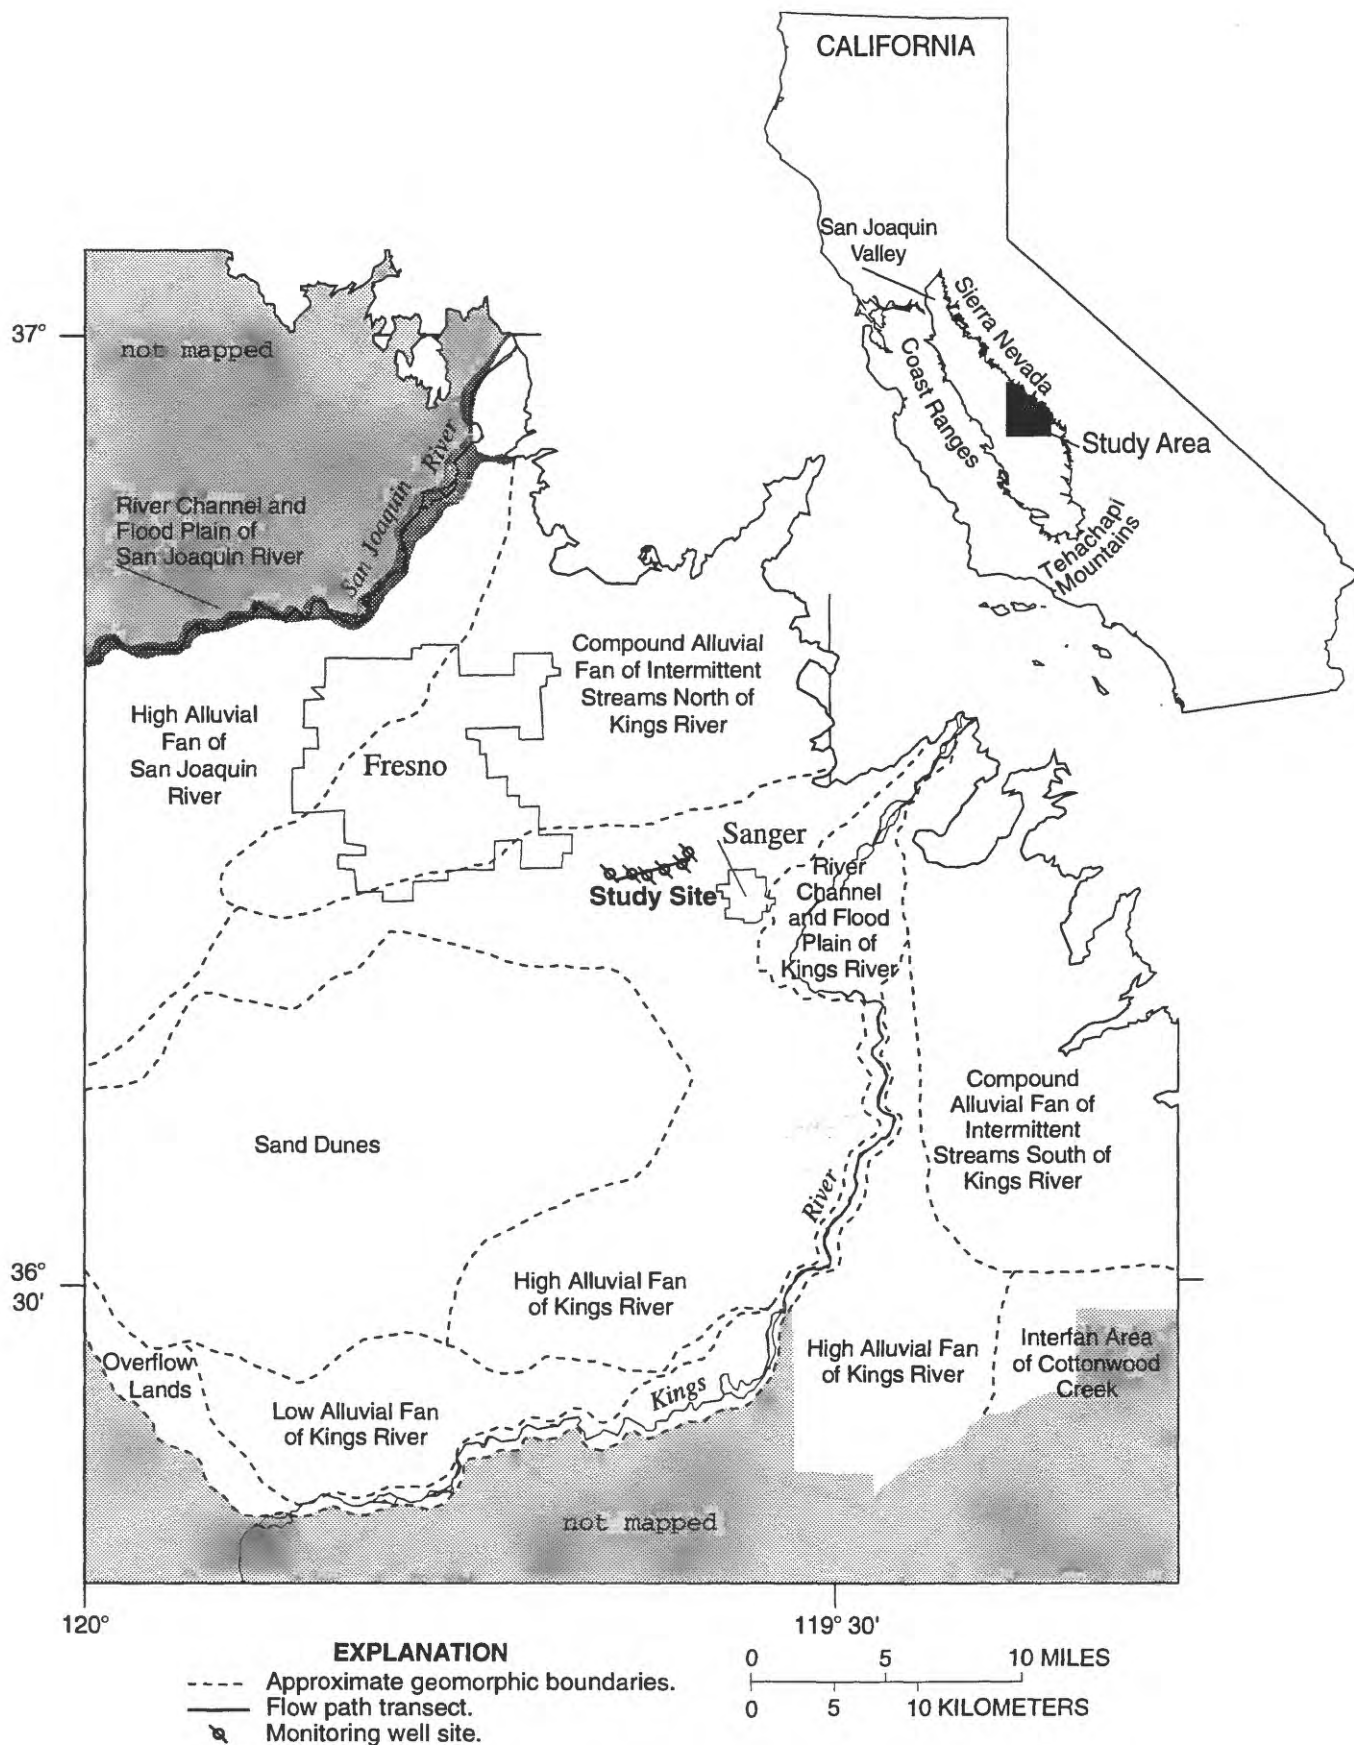 CALIFORNIA
San Joaquin
Valley
Sierra Nevada
Coast Ranges
Study Area
Tehachapi
Mountains
37°
not mapped
San Joaquin River
River Channel and
Flood Plain of
San Joaquin River
Compound Alluvial
Fan of Intermittent
Streams North of
Kings River
High Alluvial
Fan of
San Joaquin
River
Fresno
Sanger
Study Site
River
Channel
and Flood
Plain of
Kings River
Compound
Alluvial Fan of
Intermittent
Streams South of
Kings River
Sand Dunes
River
36°
30'
High Alluvial Fan
of Kings River
High Alluvial Fan
of Kings River
Interfan Area
of Cottonwood
Creek
Overflow
Lands
Kings
Low Alluvial Fan
of Kings River
not mapped
120°
119° 30'
EXPLANATION
Approximate geomorphic boundaries.
Flow path transect.
Monitoring well site.
0 5 10 MILES
0 5 10 KILOMETERS